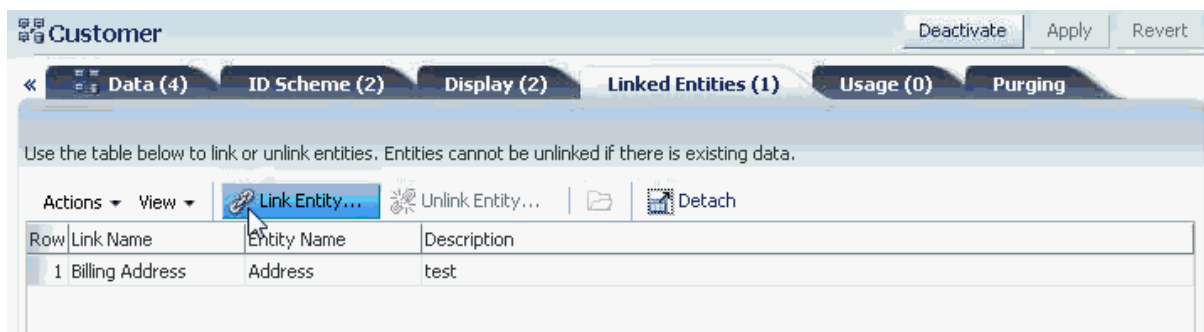 Customer Deactivate Apply Revert
« Data (4) ID Scheme (2) Display (2) Linked Entities (1) Usage (0) Purging
Use the table below to link or unlink entities. Entities cannot be unlinked if there is existing data.
Actions View Link Entity... Unlink Entity... Detach
Row Link Name Entity Name Description
1 Billing Address Address test